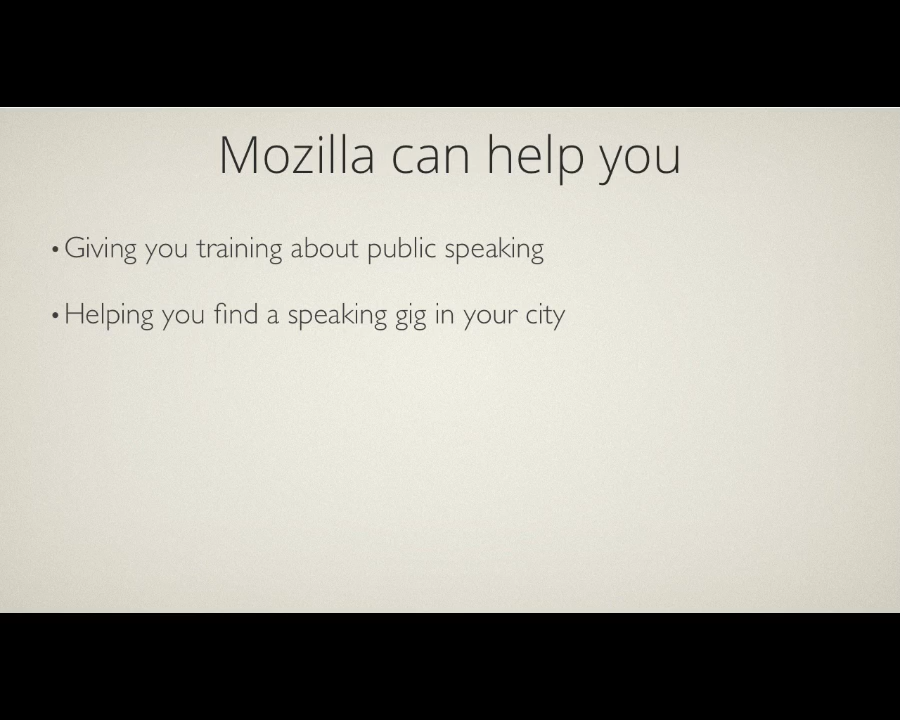 Mozilla can help you
• Giving you training about public speaking
• Helping you find a speaking gig in your city